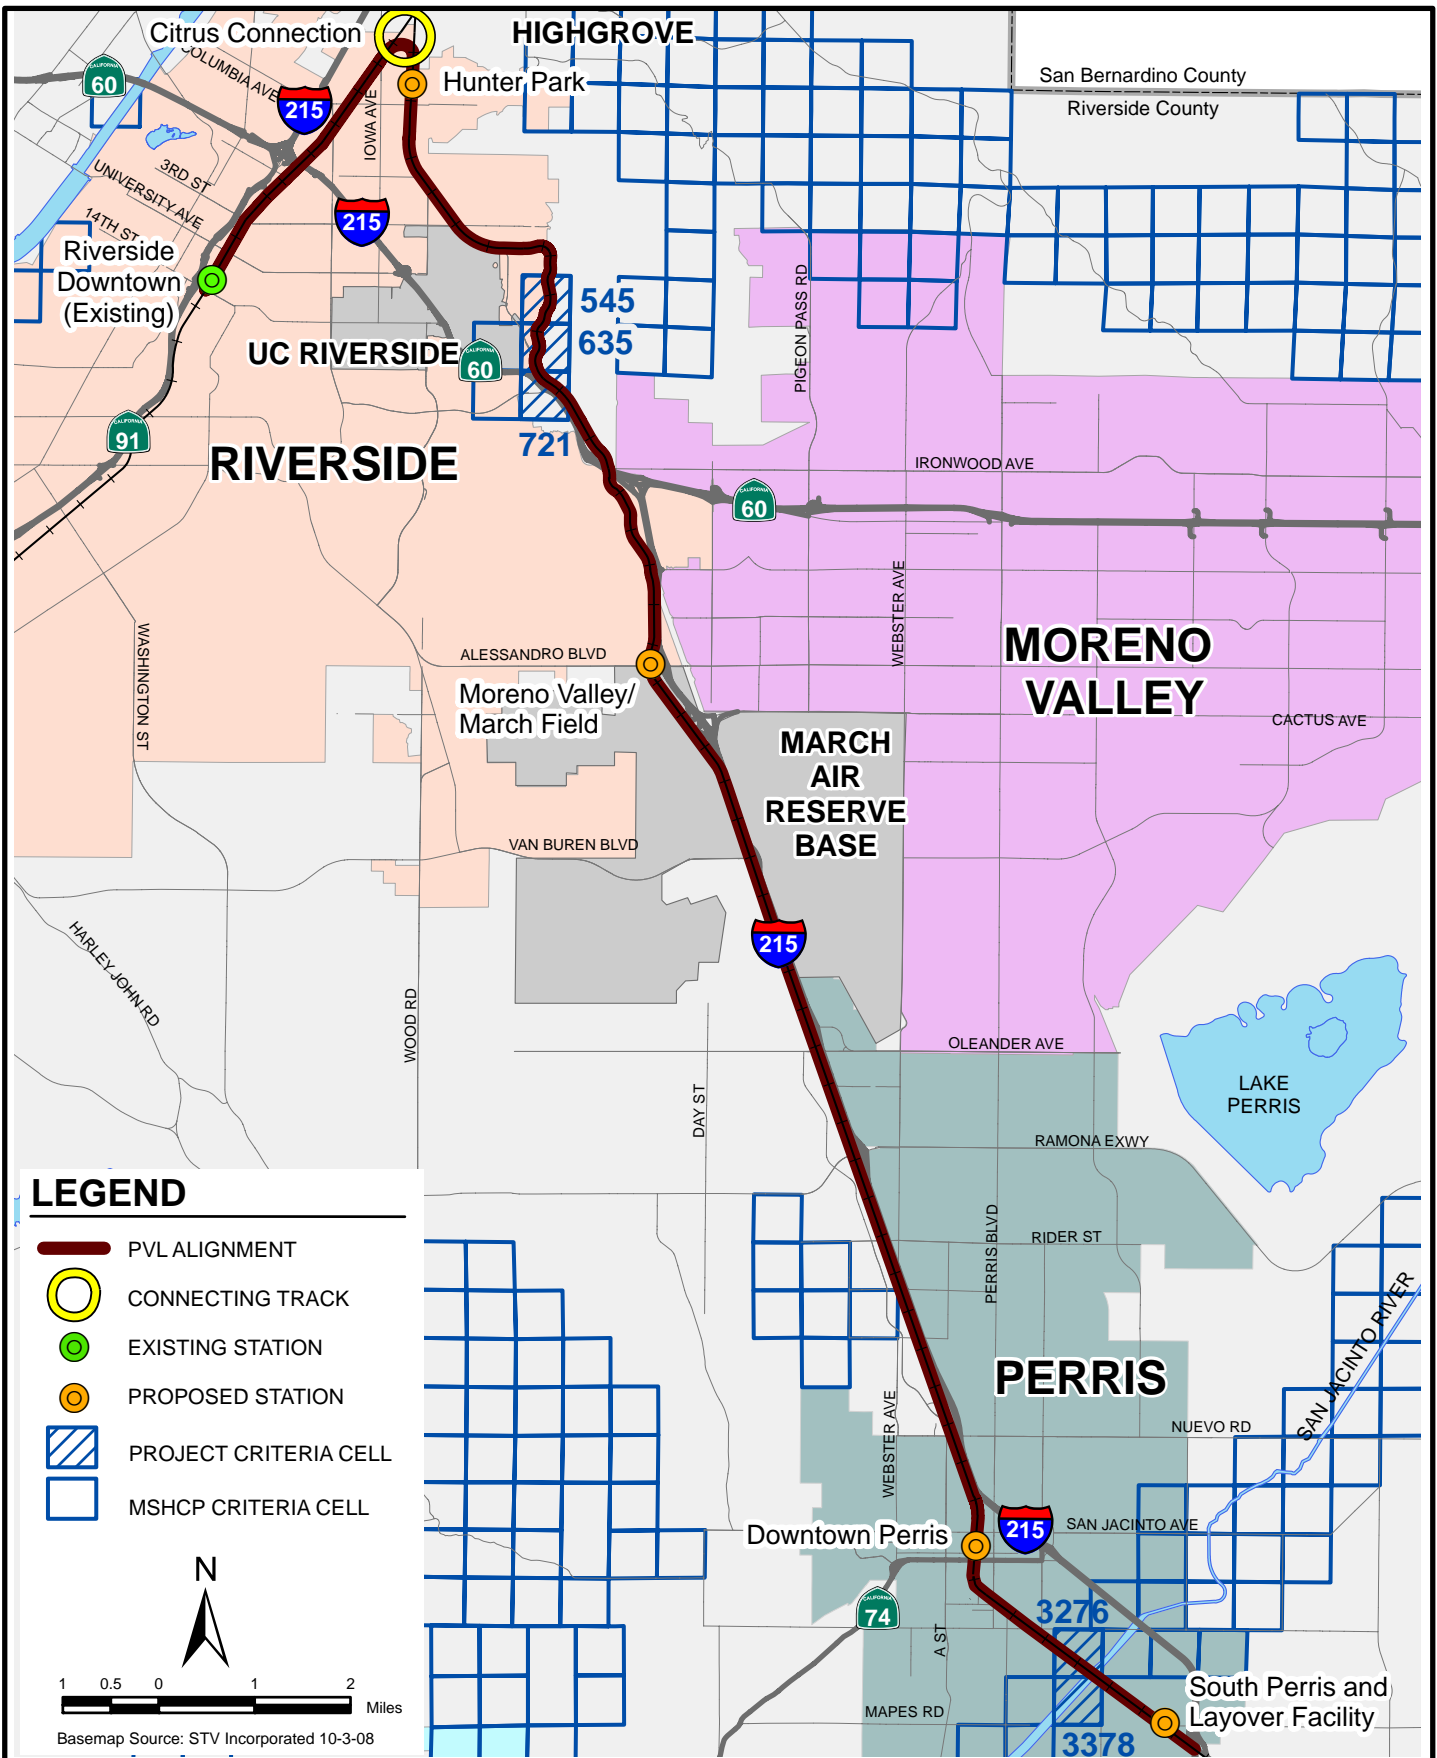 Citrus Connection
HIGHGROVE
San Bernardino County
Riverside County
CALIFORNIA
60
COLUMBIA AVE
215
Hunter Park
IOWA AVE
3RD ST
UNIVERSITY AVE
14TH ST
215
Riverside
Downtown
(Existing)
PIGEON PASS RD
545
635
UC RIVERSIDE
CALIFORNIA
60
CALIFORNIA
91
721
RIVERSIDE
IRONWOOD AVE
CALIFORNIA
60
WEBSTER AVE
MORENO
VALLEY
WASHINGTON ST
ALESSANDRO BLVD
Moreno Valley/
March Field
CACTUS AVE
MARCH
AIR
RESERVE
BASE
VAN BUREN BLVD
215
HARLEY JOHN RD
WOOD RD
OLEANDER AVE
LAKE
PERRIS
DAY ST
RAMONA EXWY
PERRIS BLVD
RIDER ST
SAN JACINTO RIVER
PERRIS
WEBSTER AVE
NUEVO RD
215
SAN JACINTO AVE
Downtown Perris
CALIFORNIA
74
A ST
3276
MAPES RD
South Perris and
Layover Facility
3378
LEGEND
PVL ALIGNMENT
CONNECTING TRACK
EXISTING STATION
PROPOSED STATION
PROJECT CRITERIA CELL
MSHCP CRITERIA CELL
N
1 0.5 0 1 2
Miles
Basemap Source: STV Incorporated 10-3-08